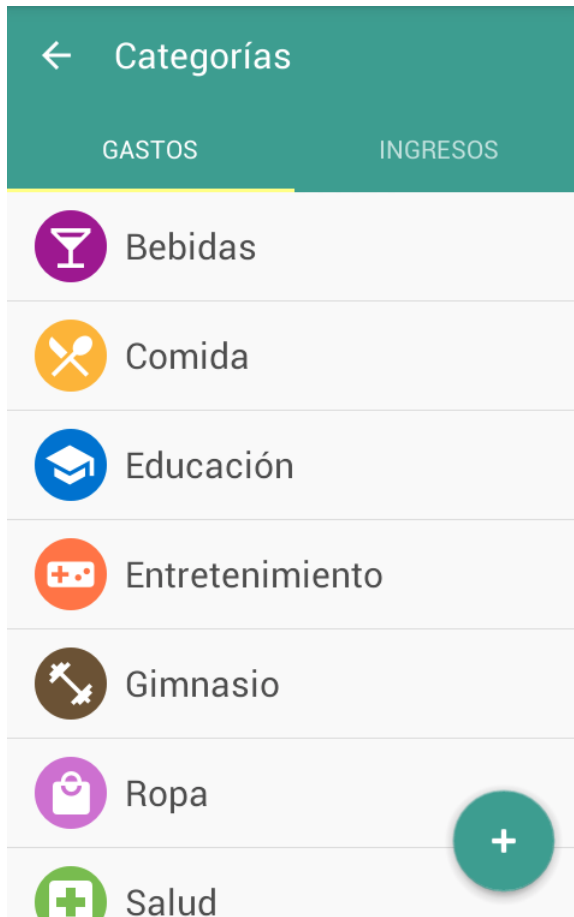 Categorías
GASTOS INGRESOS
Bebidas
Comida
Educación
Entretenimiento
Gimnasio
Ropa
Salud